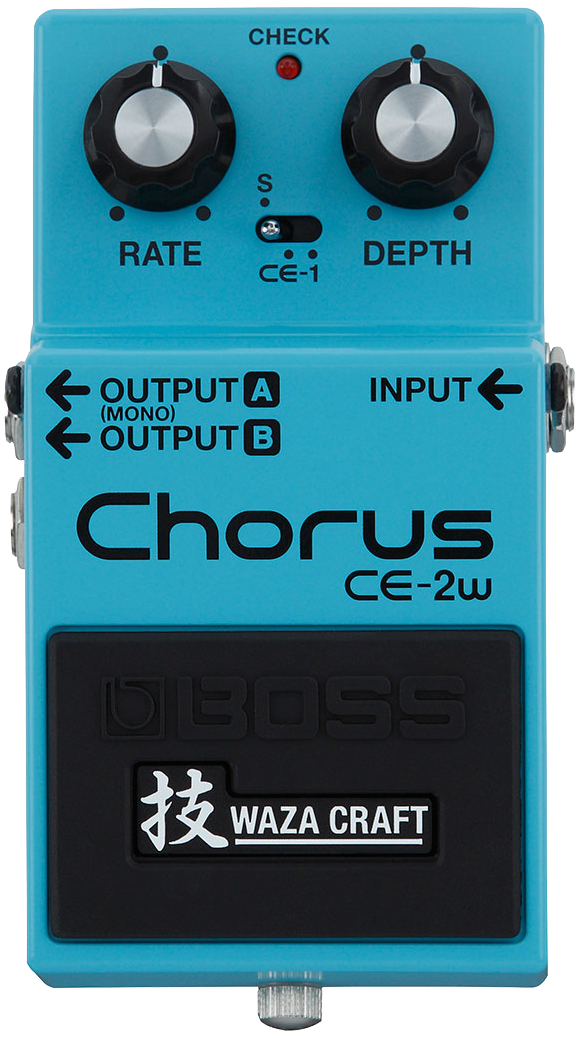 CHECK
S
RATE
CE-1
DEPTH
OUTPUT A
(MONO)
OUTPUT B
INPUT
Chorus
CE-2w
BOSS
技 WAZA CRAFT